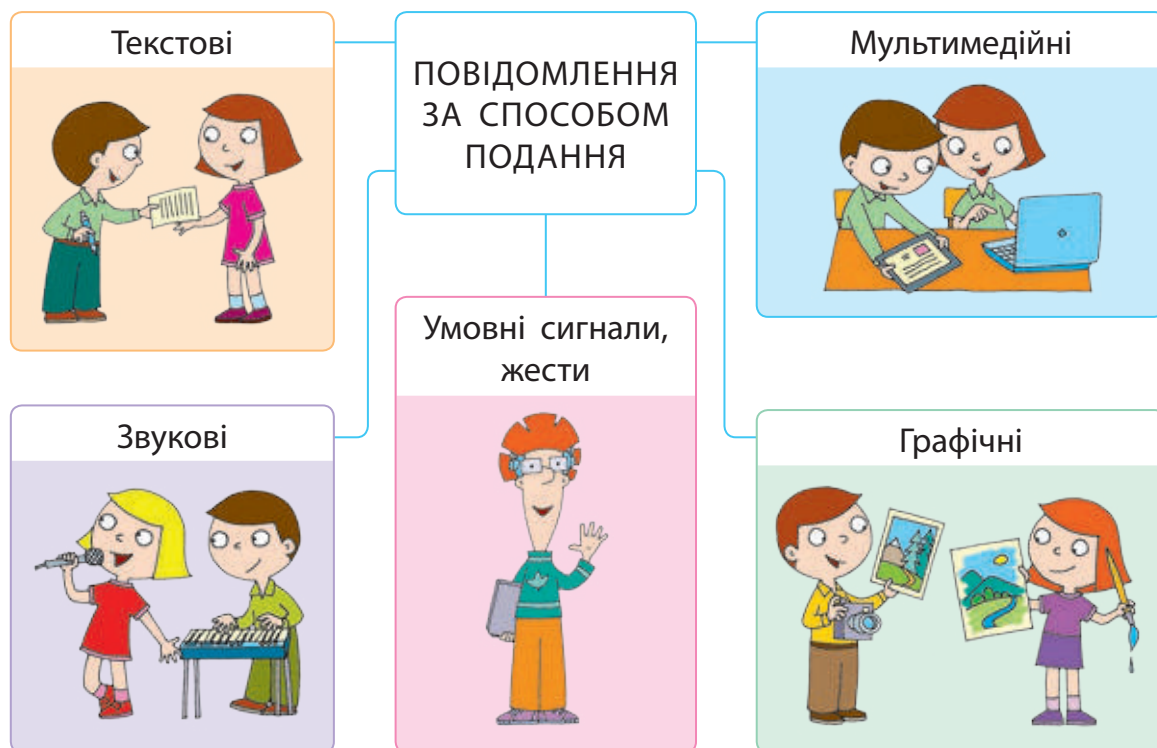 Текстові
ПОВІДОМЛЕННЯ
ЗА СПОСОБОМ
ПОДАННЯ
Мультимедійні
Умовні сигнали,
жести
Звукові
Графічні